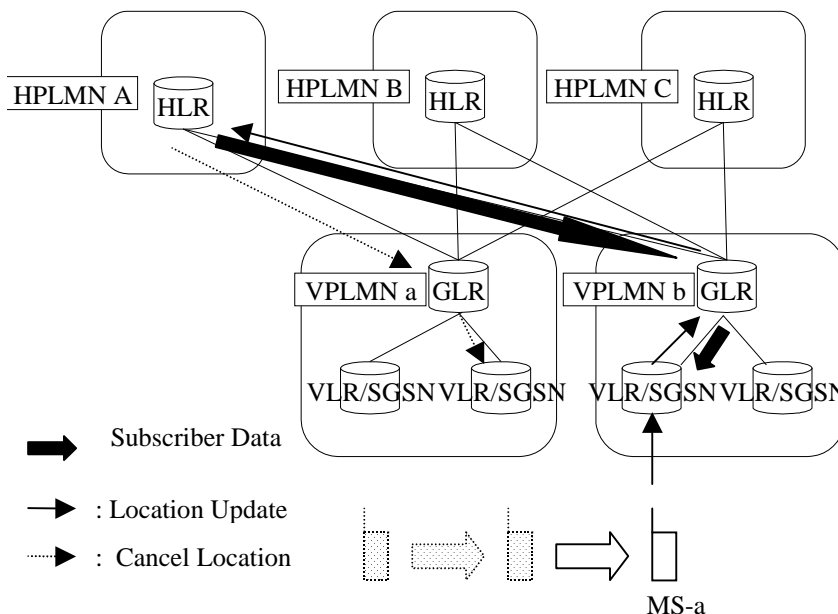 HPLMN A
HLR
HPLMN B
HLR
HPLMN C
HLR
VPLMN a
GLR
VPLMN b
GLR
VLR/SGSN
VLR/SGSN
VLR/SGSN
VLR/SGSN
Subscriber Data
: Location Update
: Cancel Location
MS-a